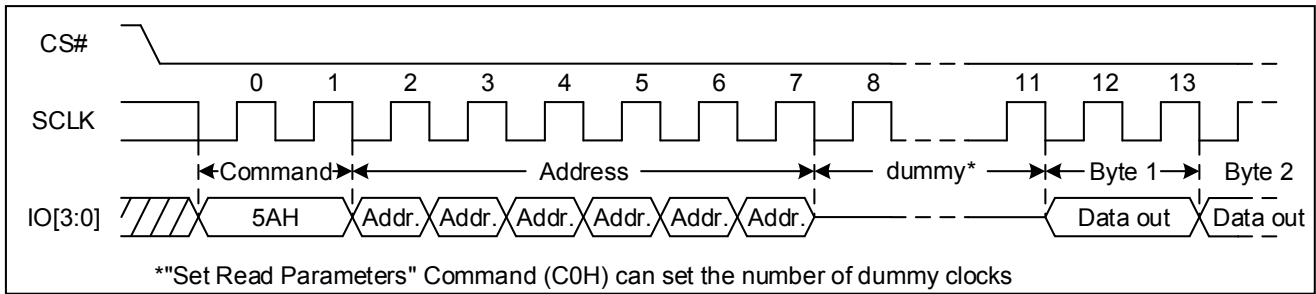 CS#
0 1 2 3 4 5 6 7 8 11 12 13
SCLK
Command Address dummy* Byte 1 Byte 2
IO[3:0] 5AH Addr. Addr. Addr. Addr. Addr. Addr. Data out Data out
*"Set Read Parameters" Command (C0H) can set the number of dummy clocks